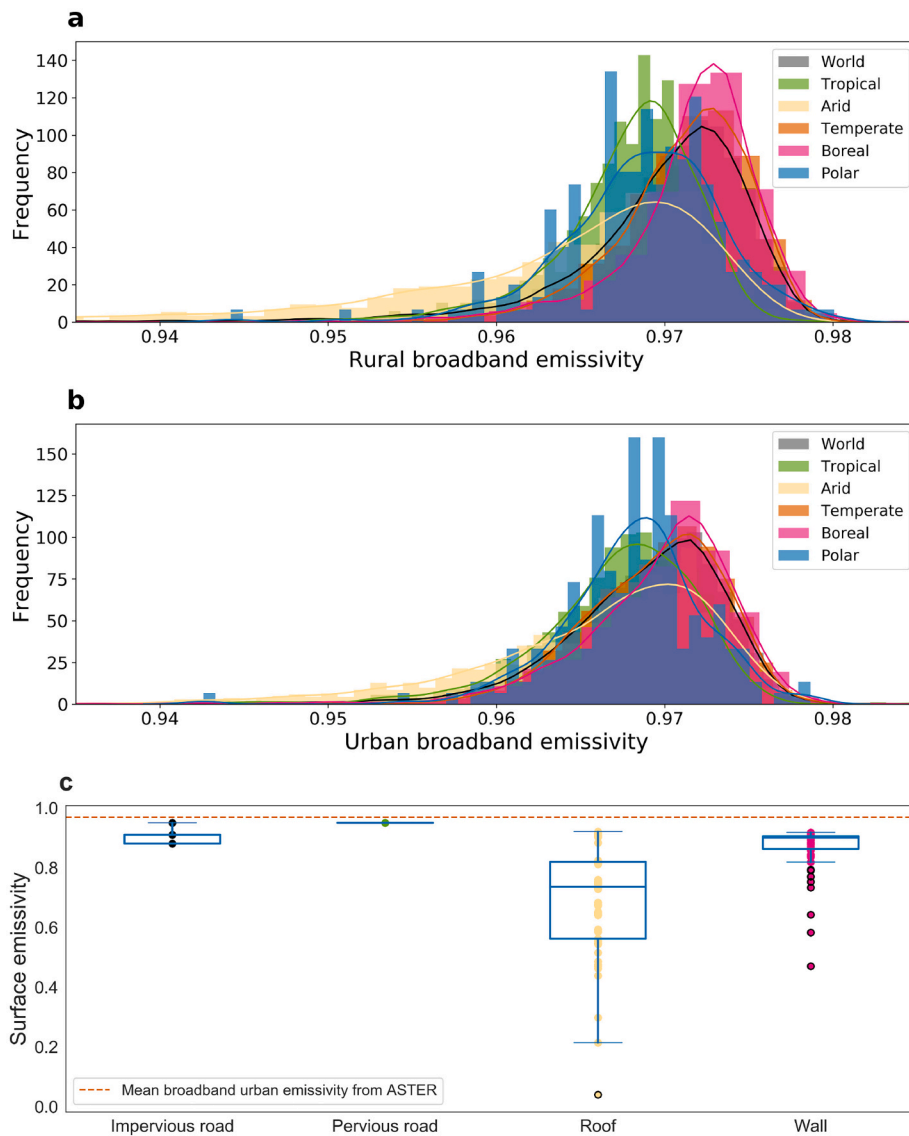 a
140
120
100
80
60
40
20
0
Frequency
World
Tropical
Arid
Temperate
Boreal
Polar
0.94 0.95 0.96 0.97 0.98
Rural broadband emissivity
b
150
125
100
75
50
25
0
Frequency
World
Tropical
Arid
Temperate
Boreal
Polar
0.94 0.95 0.96 0.97 0.98
Urban broadband emissivity
c
1.0
0.8
0.6
0.4
0.2
0.0
Surface emissivity
Mean broadband urban emissivity from ASTER
Impervious road Pervious road Roof Wall